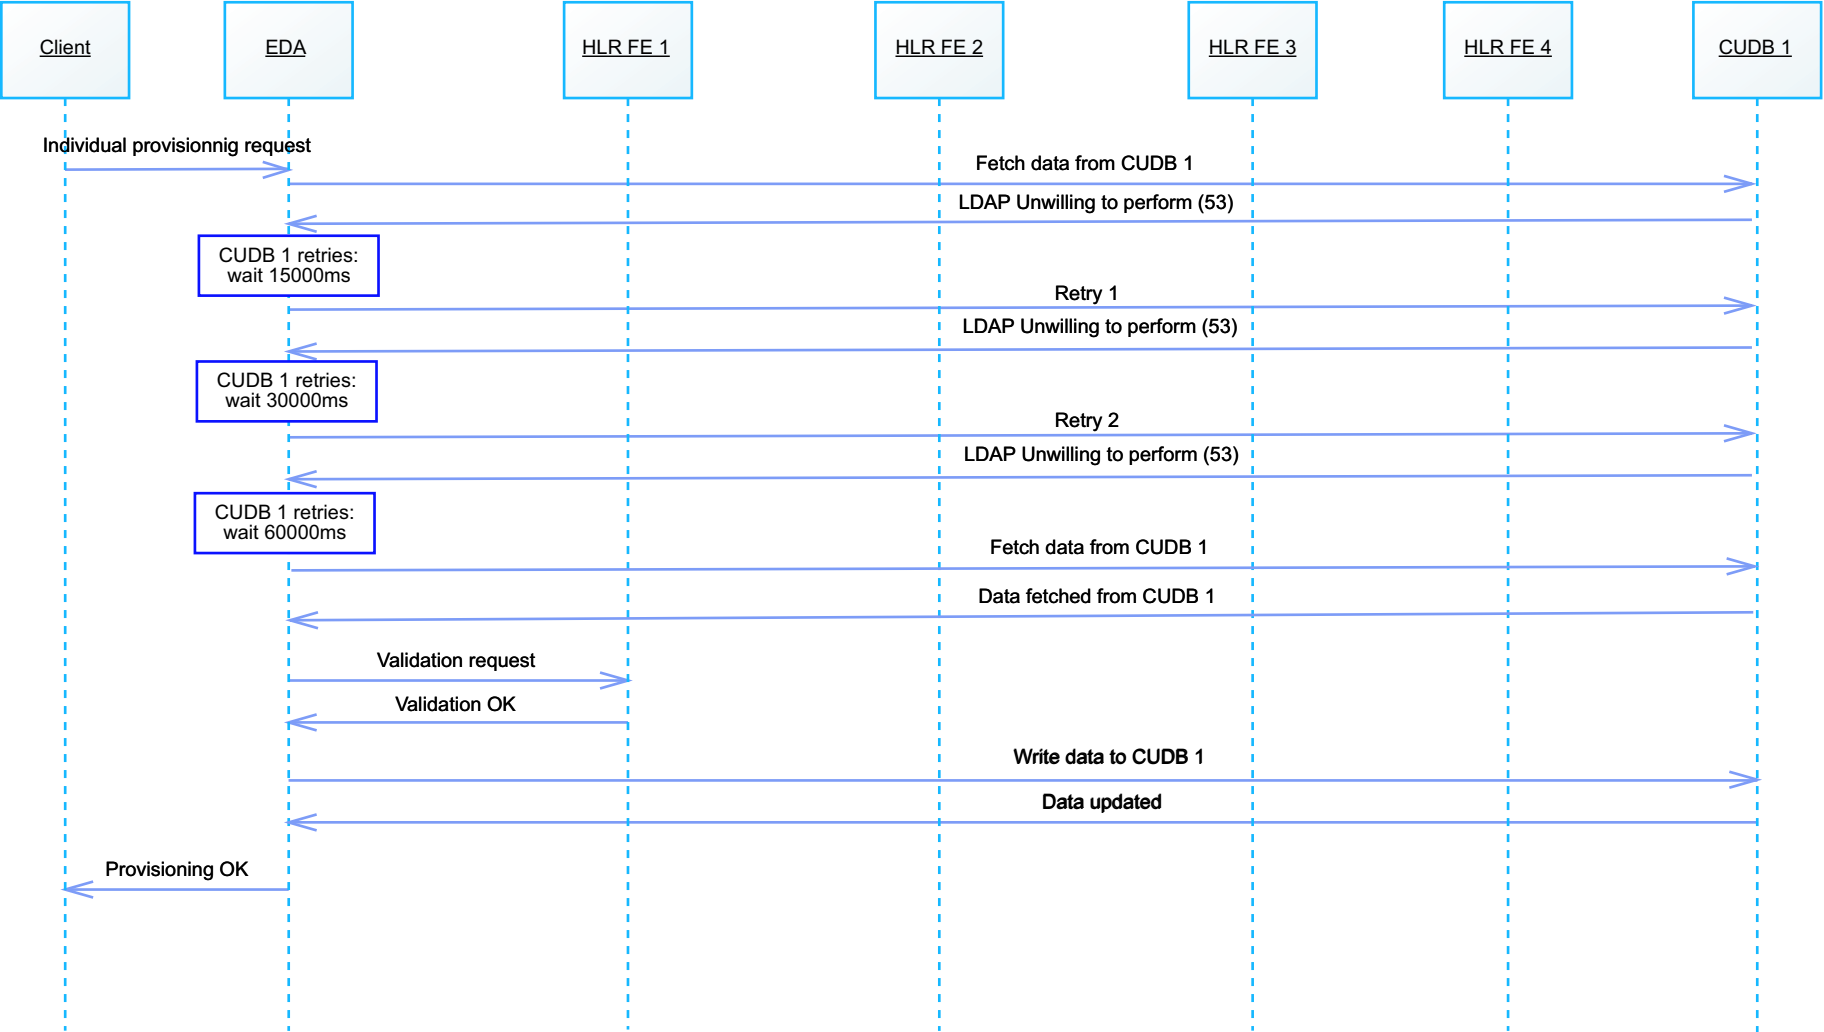 Client
EDA
HLR FE 1
HLR FE 2
HLR FE 3
HLR FE 4
CUDB 1
Individual provisionnig request
Fetch data from CUDB 1
LDAP Unwilling to perform (53)
CUDB 1 retries:
wait 15000ms
Retry 1
LDAP Unwilling to perform (53)
CUDB 1 retries:
wait 30000ms
Retry 2
LDAP Unwilling to perform (53)
CUDB 1 retries:
wait 60000ms
Fetch data from CUDB 1
Data fetched from CUDB 1
Validation request
Validation OK
Write data to CUDB 1
Data updated
Provisioning OK